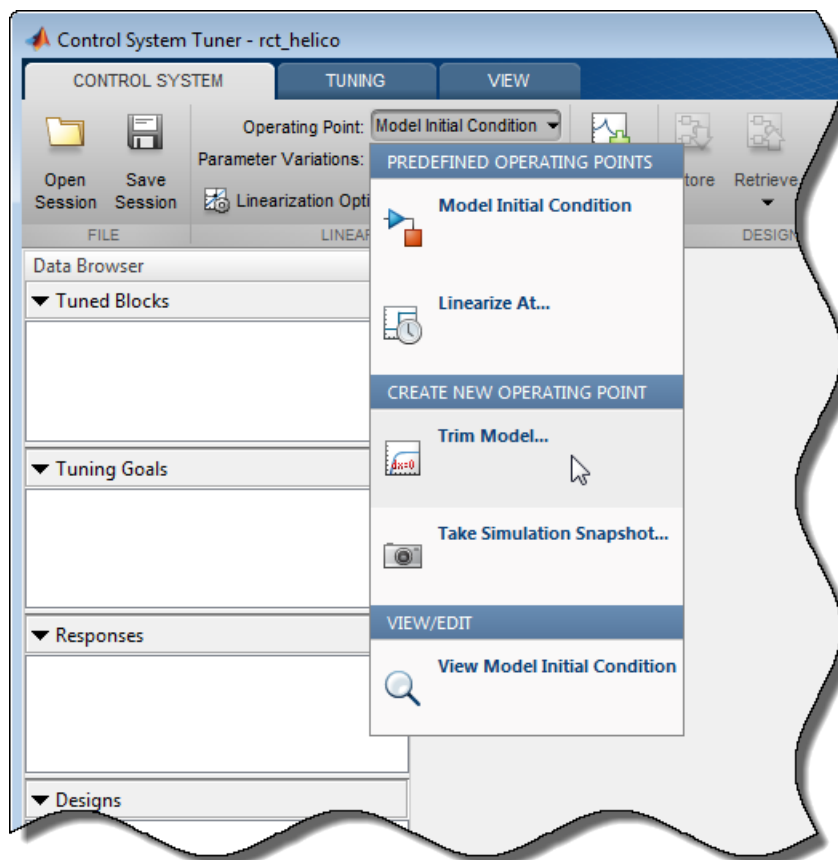 Control System Tuner - rct_helico
CONTROL SYSTEM
TUNING
VIEW
Open Session
Save Session
FILE
Operating Point:
Model Initial Condition
Parameter Variations:
Linearization Opti
LINEAR
tore
Retrieve
DESIGN
PREDEFINED OPERATING POINTS
Model Initial Condition
Linearize At...
CREATE NEW OPERATING POINT
Trim Model...
dx=0
Take Simulation Snapshot...
VIEW/EDIT
View Model Initial Condition
Data Browser
Tuned Blocks
Tuning Goals
Responses
Designs